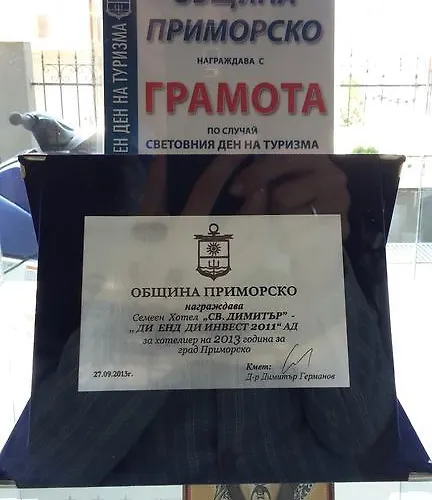 ОБЩИНА
ПРИМОРСКО
НАГРАЖДАВА С
ГРАМОТА
ПО СЛУЧАЙ
СВЕТОВНИЯ ДЕН НА ТУРИЗМА
ЕН ДЕН НА ТУРИЗМА
ОБЩИНА ПРИМОРСКО
награждава
Семеен Хотел „СВ. ДИМИТЪР" -
„ДИ ЕНД ДИ ИНВЕСТ 2011" АД
за хотелиер на 2013 година за
град Приморско
27.09.2013г.
Кмет:
Д-р Димитър Германов